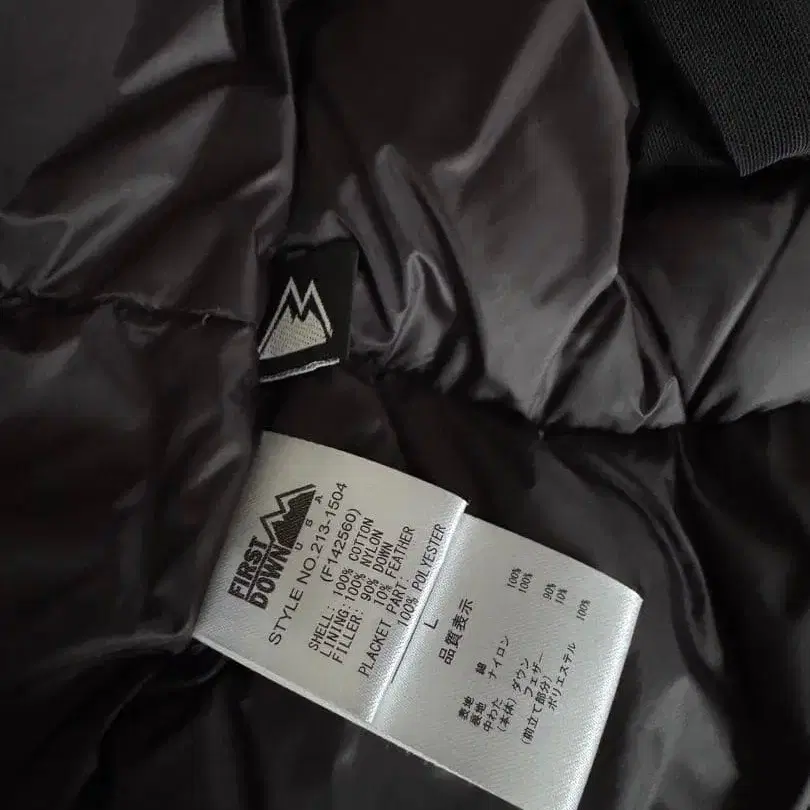 FIRST
DOWN
USA
STYLE NO.213-1504
(F142560)
SHELL: 100% COTTON
LINING:100% NYLON
FILLER: 90% DOWN
10% FEATHER
PLACKET PART:
100% POLYESTER
L
品質表示
表地 綿 100%
裏地 ナイロン 100%
中わた
(本体) ダウン 90%
フェザー 10%
(前立て部分)
ポリエステル 100%